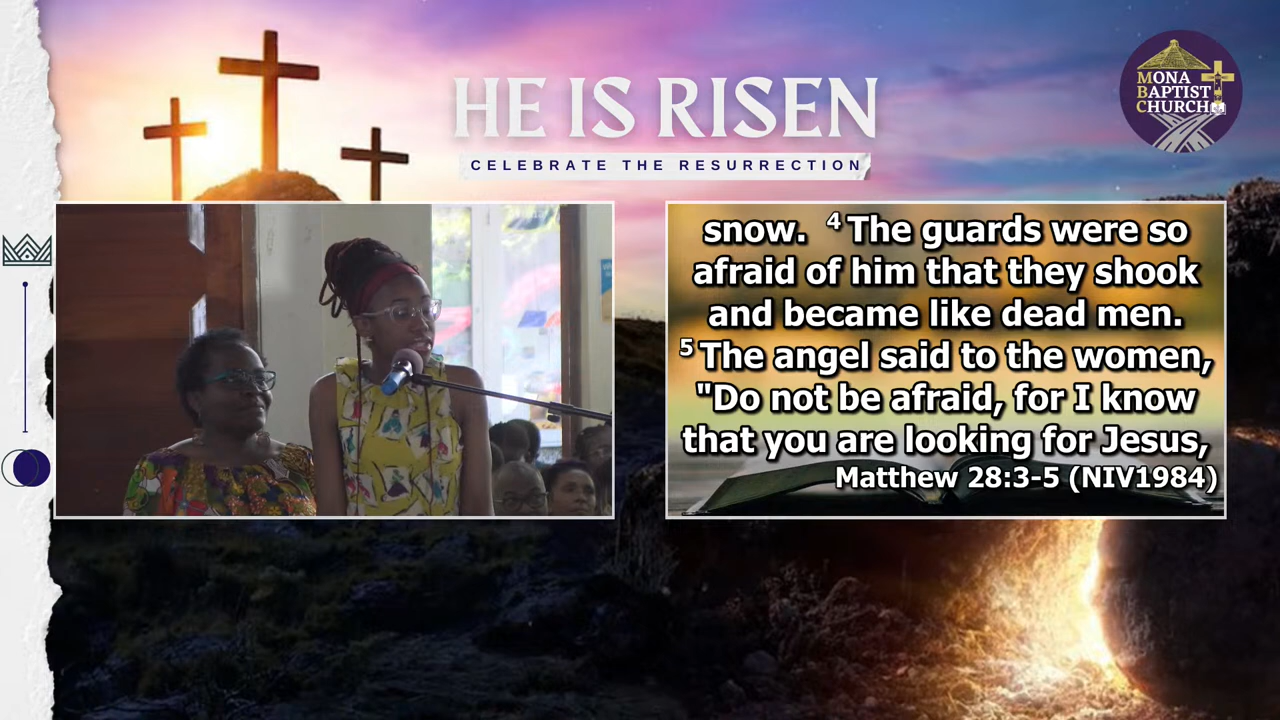 HE IS RISEN
CELEBRATE THE RESURRECTION
MONA
BAPTIST
CHURCH
snow. 4 The guards were so
afraid of him that they shook
and became like dead men.
5 The angel said to the women,
"Do not be afraid, for I know
that you are looking for Jesus,
Matthew 28:3-5 (NIV1984)